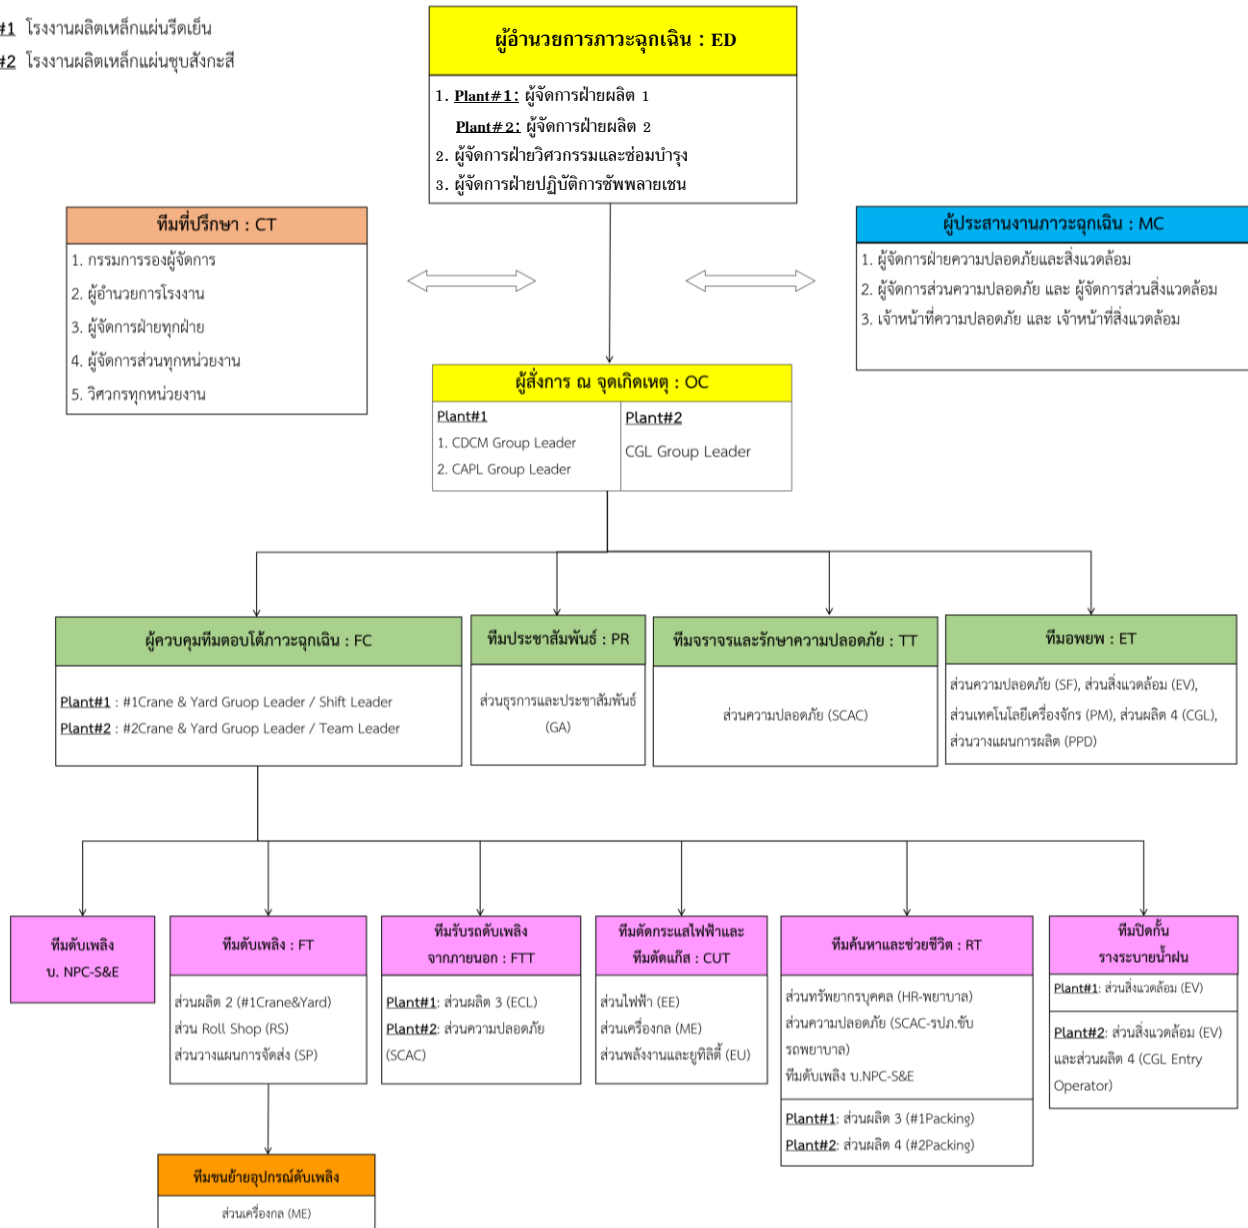 #1 โรงงานผลิตเหล็กแผ่นรีดเย็น
#2 โรงงานผลิตเหล็กแผ่นชุบสังกะสี
ผู้อำนวยการภาวะฉุกเฉิน : ED
1. Plant#1: ผู้จัดการฝ่ายผลิต 1
Plant#2: ผู้จัดการฝ่ายผลิต 2
2. ผู้จัดการฝ่ายวิศวกรรมและซ่อมบำรุง
3. ผู้จัดการฝ่ายปฏิบัติการซัพพลายเชน
ทีมที่ปรึกษา : CT
1. กรรมการรองผู้จัดการ
2. ผู้อำนวยการโรงงาน
3. ผู้จัดการฝ่ายทุกฝ่าย
4. ผู้จัดการส่วนทุกหน่วยงาน
5. วิศวกรทุกหน่วยงาน
ผู้ประสานงานภาวะฉุกเฉิน : MC
1. ผู้จัดการฝ่ายความปลอดภัยและสิ่งแวดล้อม
2. ผู้จัดการส่วนความปลอดภัย และ ผู้จัดการส่วนสิ่งแวดล้อม
3. เจ้าหน้าที่ความปลอดภัย และ เจ้าหน้าที่สิ่งแวดล้อม
ผู้สั่งการ ณ จุดเกิดเหตุ : OC
Plant#1
1. CDCM Group Leader
2. CAPL Group Leader
Plant#2
CGL Group Leader
ผู้ควบคุมทีมตอบโต้ภาวะฉุกเฉิน : FC
Plant#1 : #1Crane & Yard Gruop Leader / Shift Leader
Plant#2 : #2Crane & Yard Gruop Leader / Team Leader
ทีมประชาสัมพันธ์ : PR
ส่วนธุรการและประชาสัมพันธ์
(GA)
ทีมจราจรและรักษาความปลอดภัย : TT
ส่วนความปลอดภัย (SCAC)
ทีมอพยพ : ET
ส่วนความปลอดภัย (SF), ส่วนสิ่งแวดล้อม (EV),
ส่วนเทคโนโลยีเครื่องจักร (PM), ส่วนผลิต 4 (CGL),
ส่วนวางแผนการผลิต (PPD)
ทีมดับเพลิง
บ. NPC-S&E
ทีมดับเพลิง : FT
ส่วนผลิต 2 (#1Crane&Yard)
ส่วน Roll Shop (RS)
ส่วนวางแผนการจัดส่ง (SP)
ทีมรับรถดับเพลิง
จากภายนอก : FTT
Plant#1: ส่วนผลิต 3 (ECL)
Plant#2: ส่วนความปลอดภัย
(SCAC)
ทีมตัดกระแสไฟฟ้าและ
ทีมตัดแก๊ส : CUT
ส่วนไฟฟ้า (EE)
ส่วนเครื่องกล (ME)
ส่วนพลังงานและยูทิลิตี้ (EU)
ทีมค้นหาและช่วยชีวิต : RT
ส่วนทรัพยากรบุคคล (HR-พยาบาล)
ส่วนความปลอดภัย (SCAC-รปภ.ขับ
รถพยาบาล)
ทีมดับเพลิง บ.NPC-S&E
Plant#1: ส่วนผลิต 3 (#1Packing)
Plant#2: ส่วนผลิต 4 (#2Packing)
ทีมปิดกั้น
รางระบายน้ำฝน
Plant#1: ส่วนสิ่งแวดล้อม (EV)
Plant#2: ส่วนสิ่งแวดล้อม (EV)
และส่วนผลิต 4 (CGL Entry
Operator)
ทีมขนย้ายอุปกรณ์ดับเพลิง
ส่วนเครื่องกล (ME)